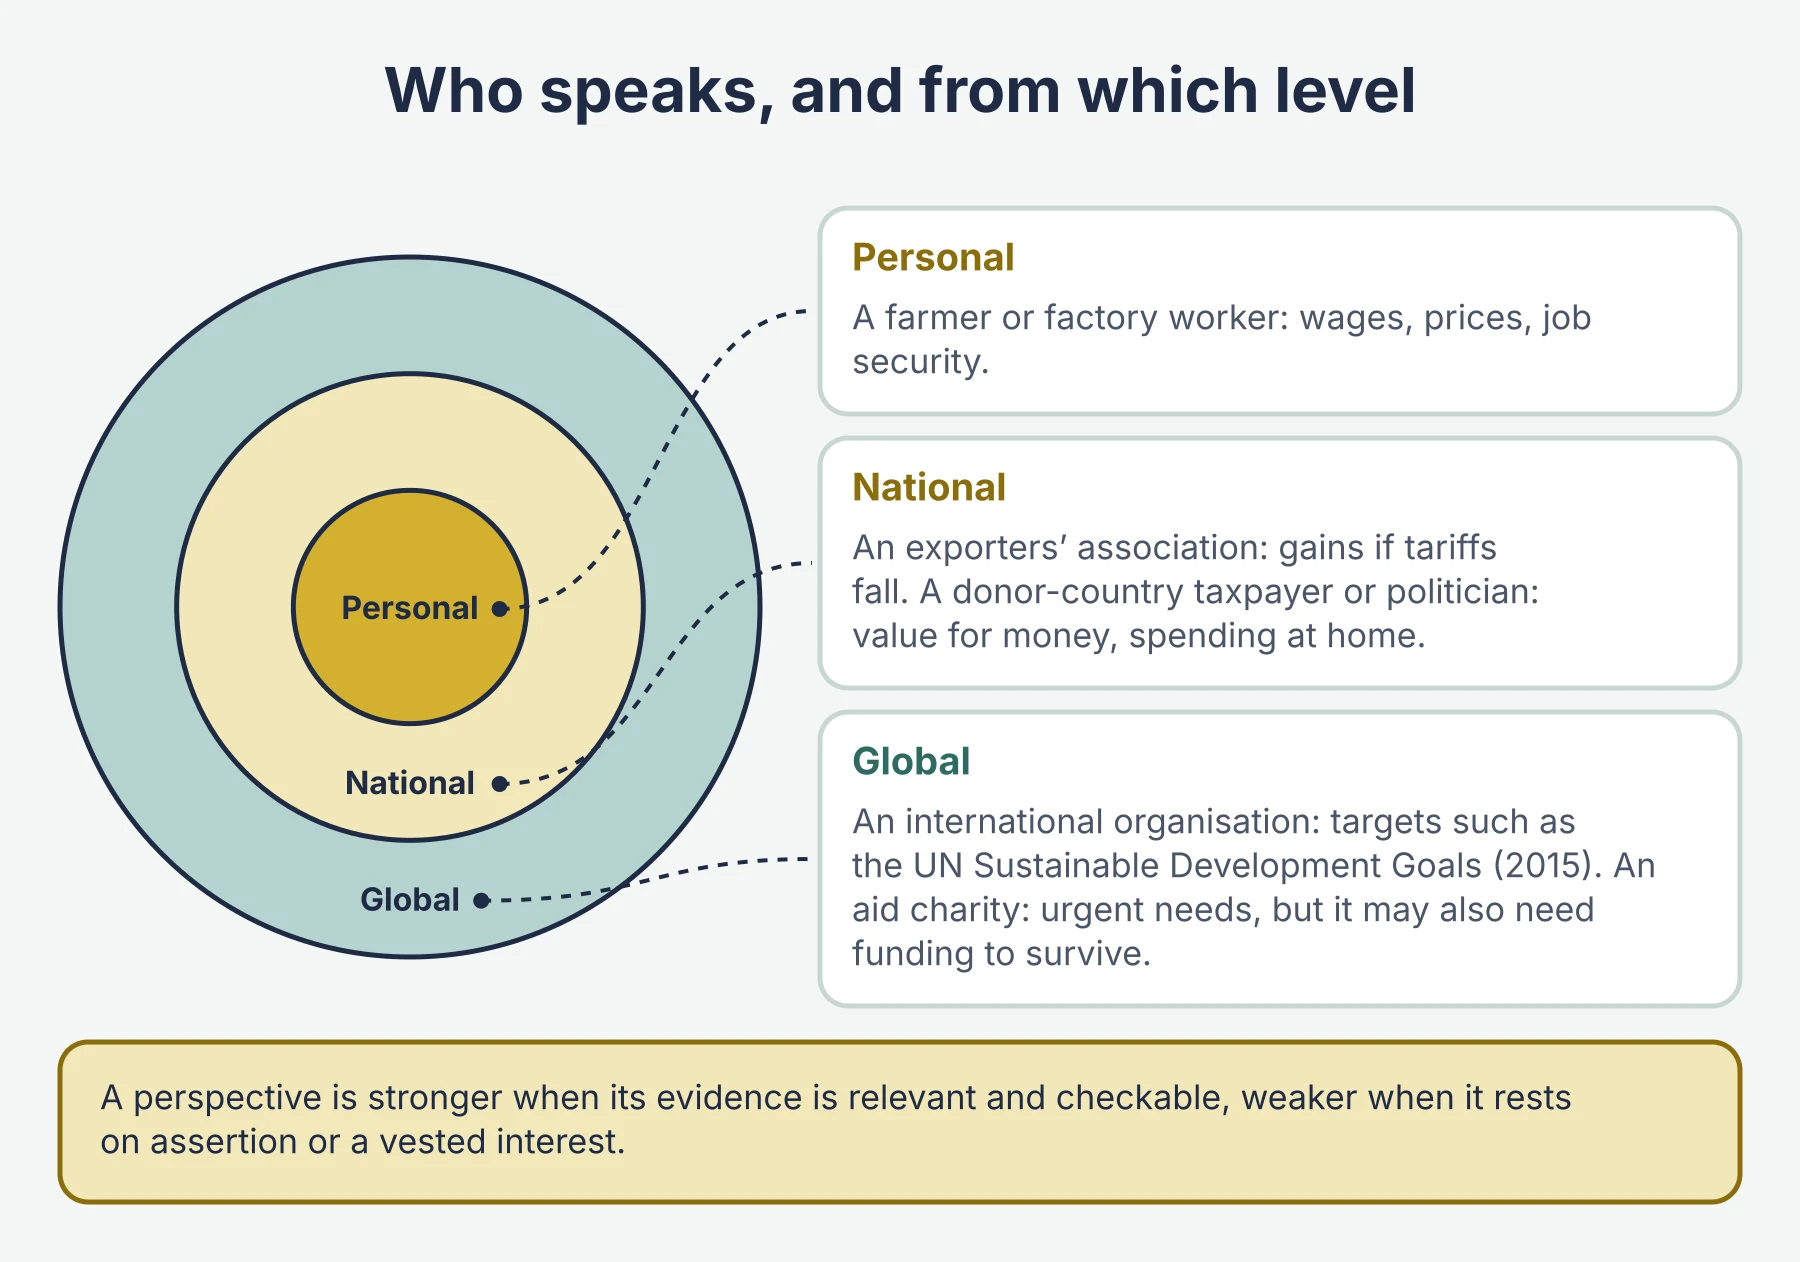 Who speaks, and from which level
Personal
National
Global
Personal
A farmer or factory worker: wages, prices, job
security.
National
An exporters’ association: gains if tariffs
fall. A donor-country taxpayer or politician:
value for money, spending at home.
Global
An international organisation: targets such as
the UN Sustainable Development Goals (2015). An
aid charity: urgent needs, but it may also need
funding to survive.
A perspective is stronger when its evidence is relevant and checkable, weaker when it rests
on assertion or a vested interest.